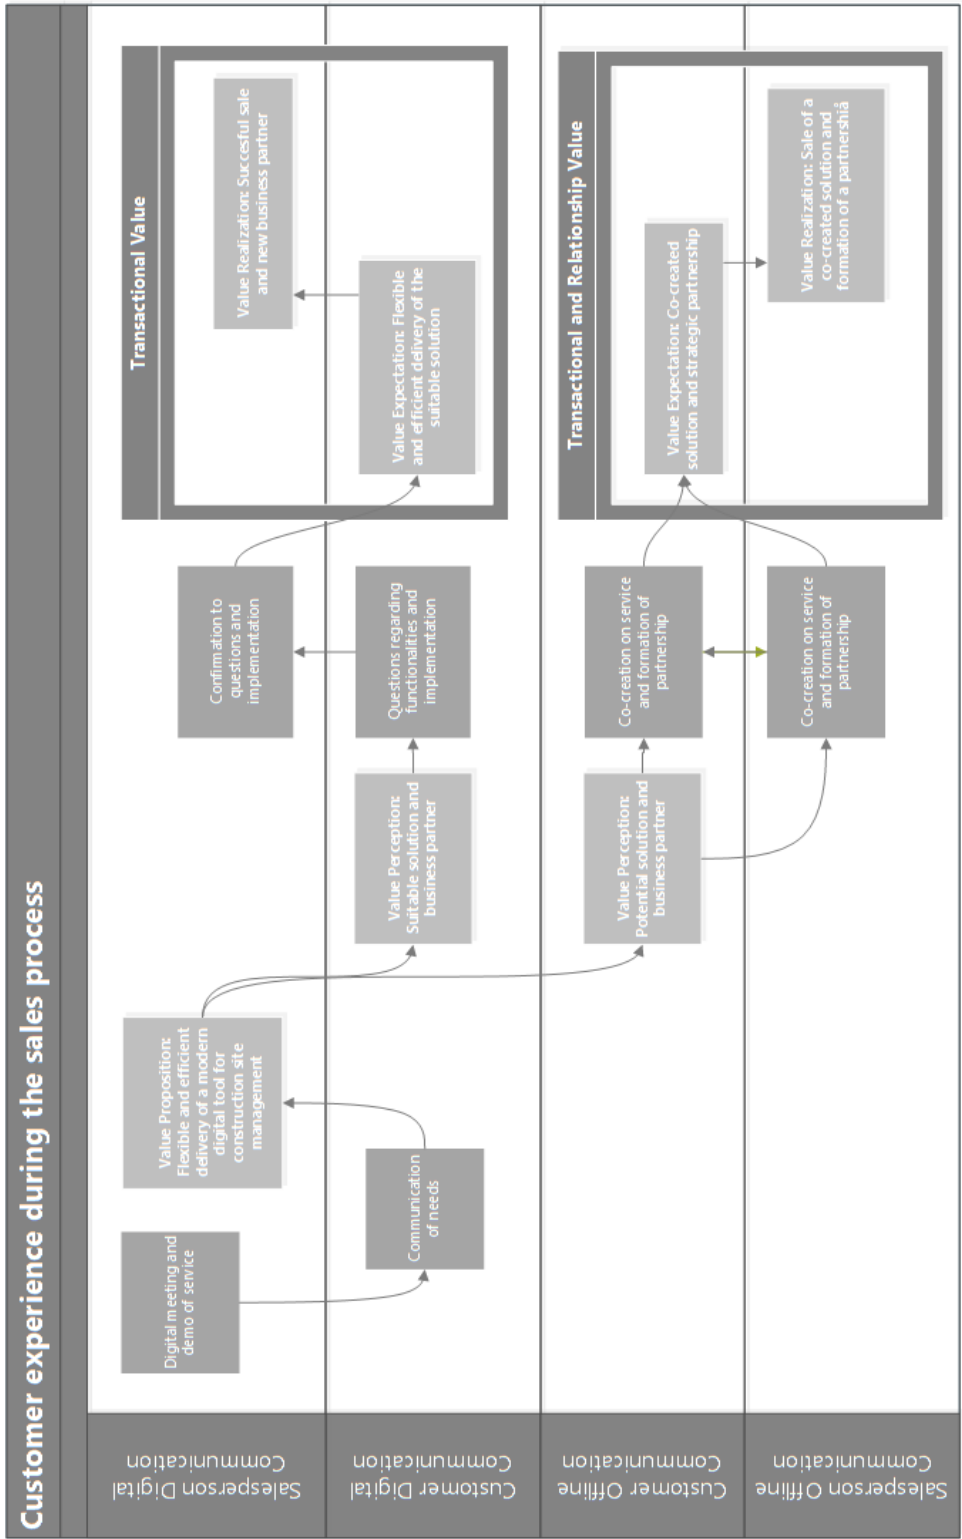 Customer experience during the sales process
Salesperson Digital
Communication
Digital meeting and
demo of service
Value Proposition:
Flexible and efficient
delivery of a modern
digital tool for
construction site
management
Confirmation to
questions and
implementation
Transactional Value
Value Realization: Succesful sale
and new business partner
Customer Digital
Communication
Communication
of needs
Value Perception:
Suitable solution and
business partner
Questions regarding
functionalities and
implementation
Value Expectation: Flexible
and efficient delivery of the
suitable solution
Customer Offline
Communication
Value Perception:
Potential solution and
business partner
Co-creation on service
and formation of
partnership
Transactional and Relationship Value
Value Expectation: Co-created
solution and strategic partnership
Salesperson Offline
Communication
Co-creation on service
and formation of
partnership
Value Realization: Sale of a
co-created solution and
formation of a partnershiå